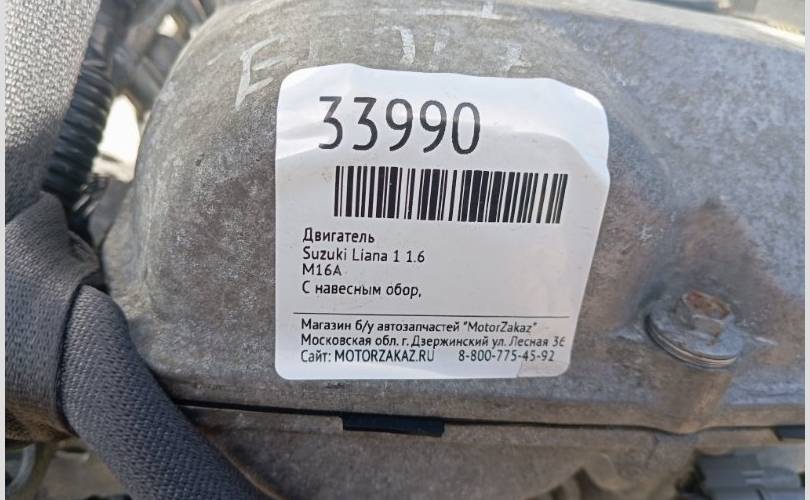 33990
Двигатель
Suzuki Liana 1 1.6
M16A
С навесным обор,
Магазин б/у автозапчастей "MotorZakaz"
Московская обл. г. Дзержинский ул. Лесная 36
Сайт: MOTORZAKAZ.RU 8-800-775-45-92